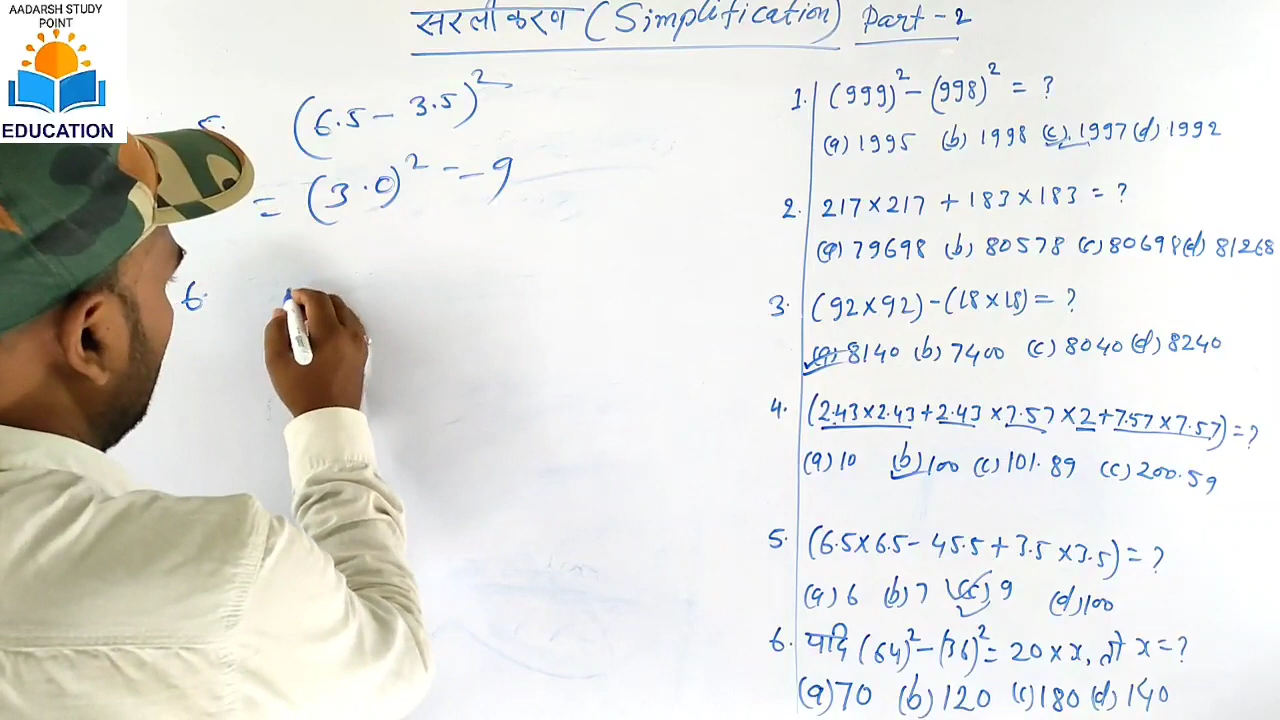 AADARSH STUDY
POINT
EDUCATION
सरलीकरण (Simplification) Part - 2
5. (6.5 - 3.5)²
= (3.0)² = 9
6.
1. (999)² - (998)² = ?
(a) 1995 (b) 1998 (c) 1997 (d) 1992
2. 217×217 + 183×183 = ?
(a) 79698 (b) 80578 (c) 80698 (d) 81268
3. (92×92) - (18×18) = ?
(a) 8140 (b) 7400 (c) 8040 (d) 8240
4. (2.43×2.43+2.43×7.57×2+7.57×7.57) = ?
(a) 10 (b) 100 (c) 101.89 (c) 200.59
5. (6.5×6.5- 45.5+3.5×3.5) = ?
(a) 6 (b) 7 (c) 9 (d) 100
6. यदि (64)² - (36)² = 20×x, तो x = ?
(a) 70 (b) 120 (c) 180 (d) 140